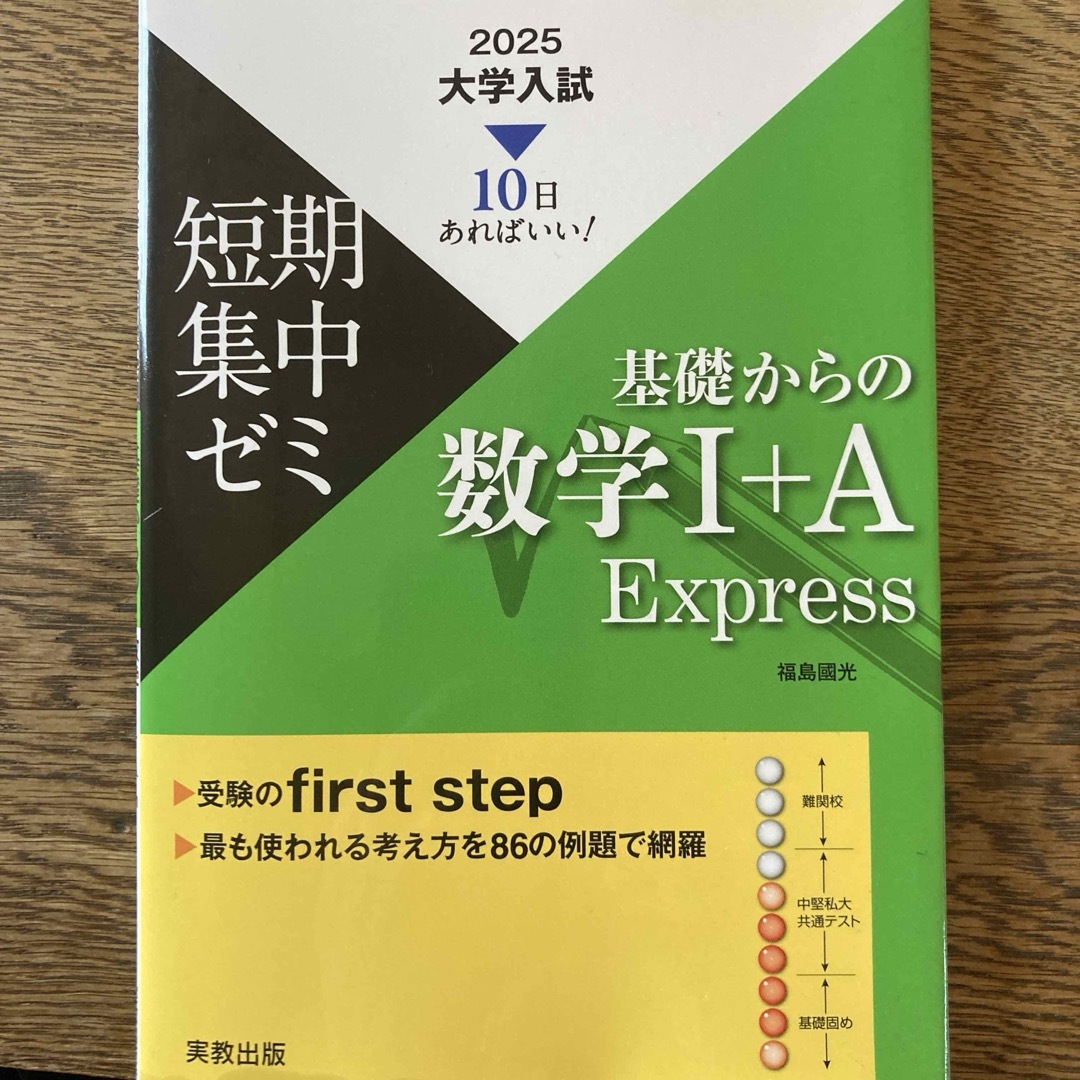 2025
大学入試
10日
あればいい!
短期
集中
ゼミ
基礎からの
数学I+A
Express
福島國光
受験のfirst step
最も使われる考え方を86の例題で網羅
難関校
中堅私大
共通テスト
基礎固め
実教出版